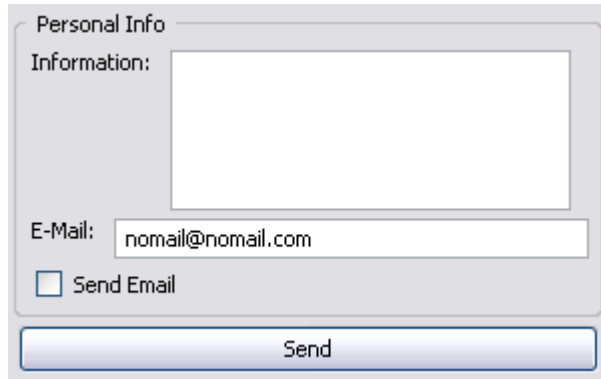 Personal Info
Information:
E-Mail: nomail@nomail.com
Send Email
Send